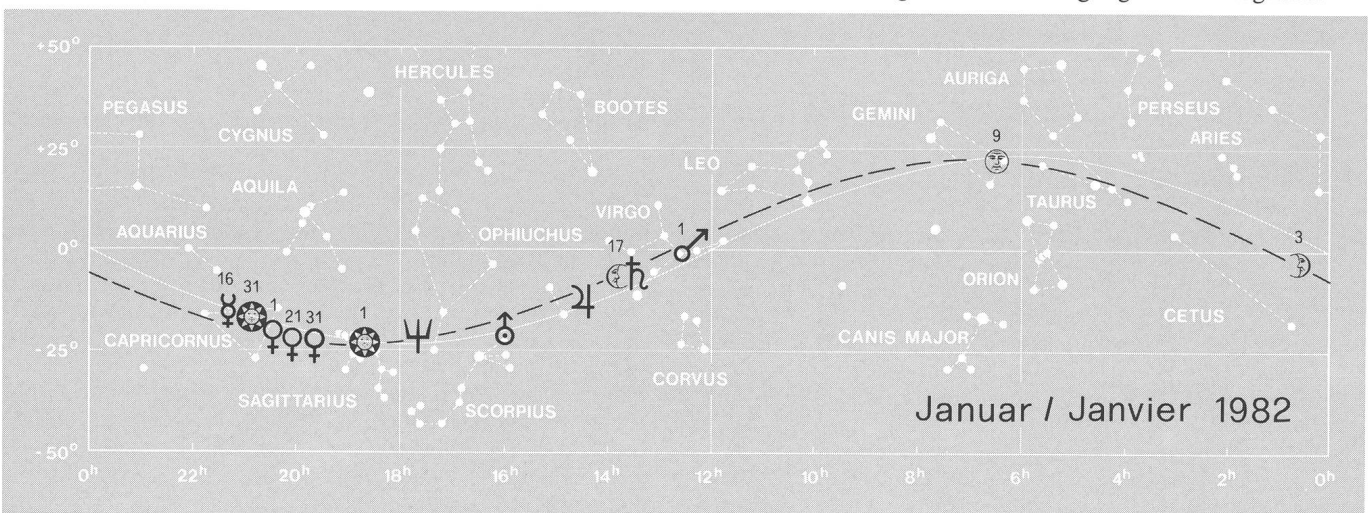 +50°
HERCULES
AURIGA
PEGASUS
CYGNUS
BOOTES
GEMINI
PERSEUS
ARIES
9
+25°
LEO
AQUILA
TAURUS
VIRGO
AQUARIUS
OPHIUCHUS
17
1
3
0°
16
31
1
21
31
1
ORION
CETUS
CAPRICORNUS
CANIS MAJOR
-25°
CORVUS
SAGITTARIUS
SCORPIUS
Januar / Janvier 1982
-50°
0h 22h 20h 18h 16h 14h 12h 10h 8h 6h 4h 2h 0h